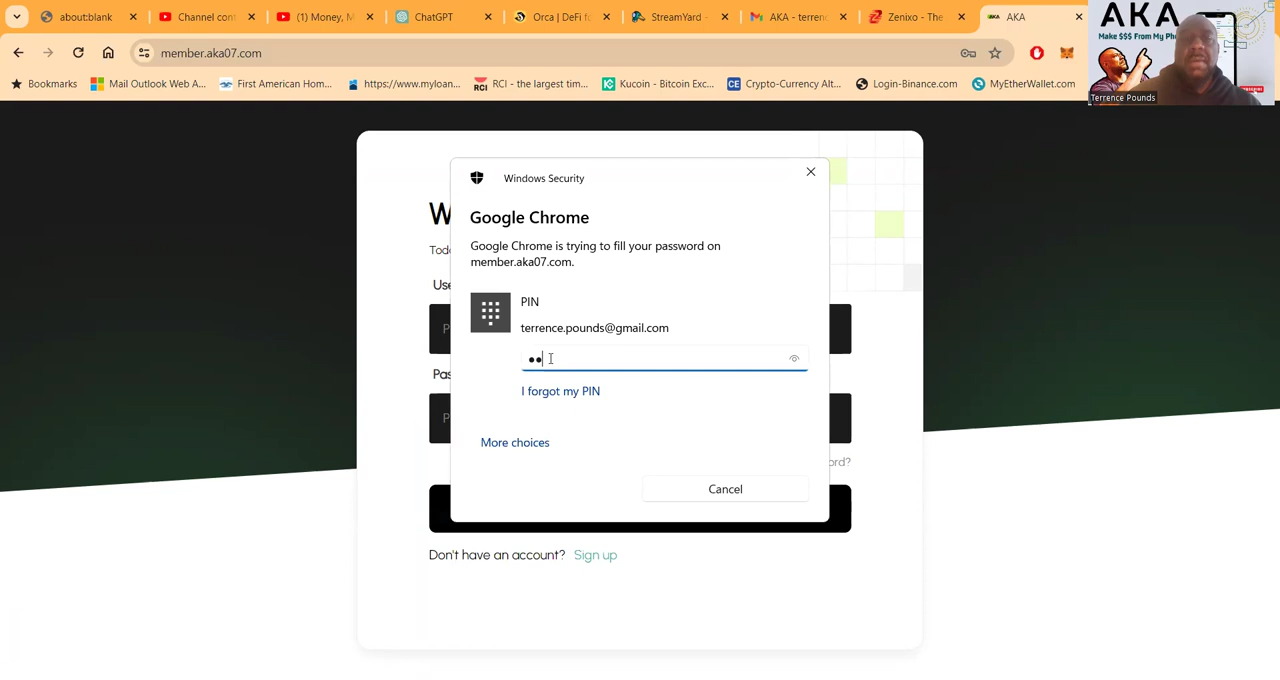 about:blank
Channel cont
(1) Money, M
ChatGPT
Orca | DeFi fo
StreamYard -
AKA - terrenc
Zenixo - The
AKA
member.aka07.com
Bookmarks
Mail Outlook Web A...
First American Hom...
https://www.myloan...
RCI - the largest tim...
Kucoin - Bitcoin Exc...
Crypto-Currency Alt...
Login-Binance.com
MyEtherWallet.com
AKA
Make $$$ From My Ph
Terrence Pounds
W
Toda
Use
P
Pas
P
ord?
Windows Security
Google Chrome
Google Chrome is trying to fill your password on
member.aka07.com.
PIN
terrence.pounds@gmail.com
I forgot my PIN
More choices
Cancel
Don't have an account? Sign up